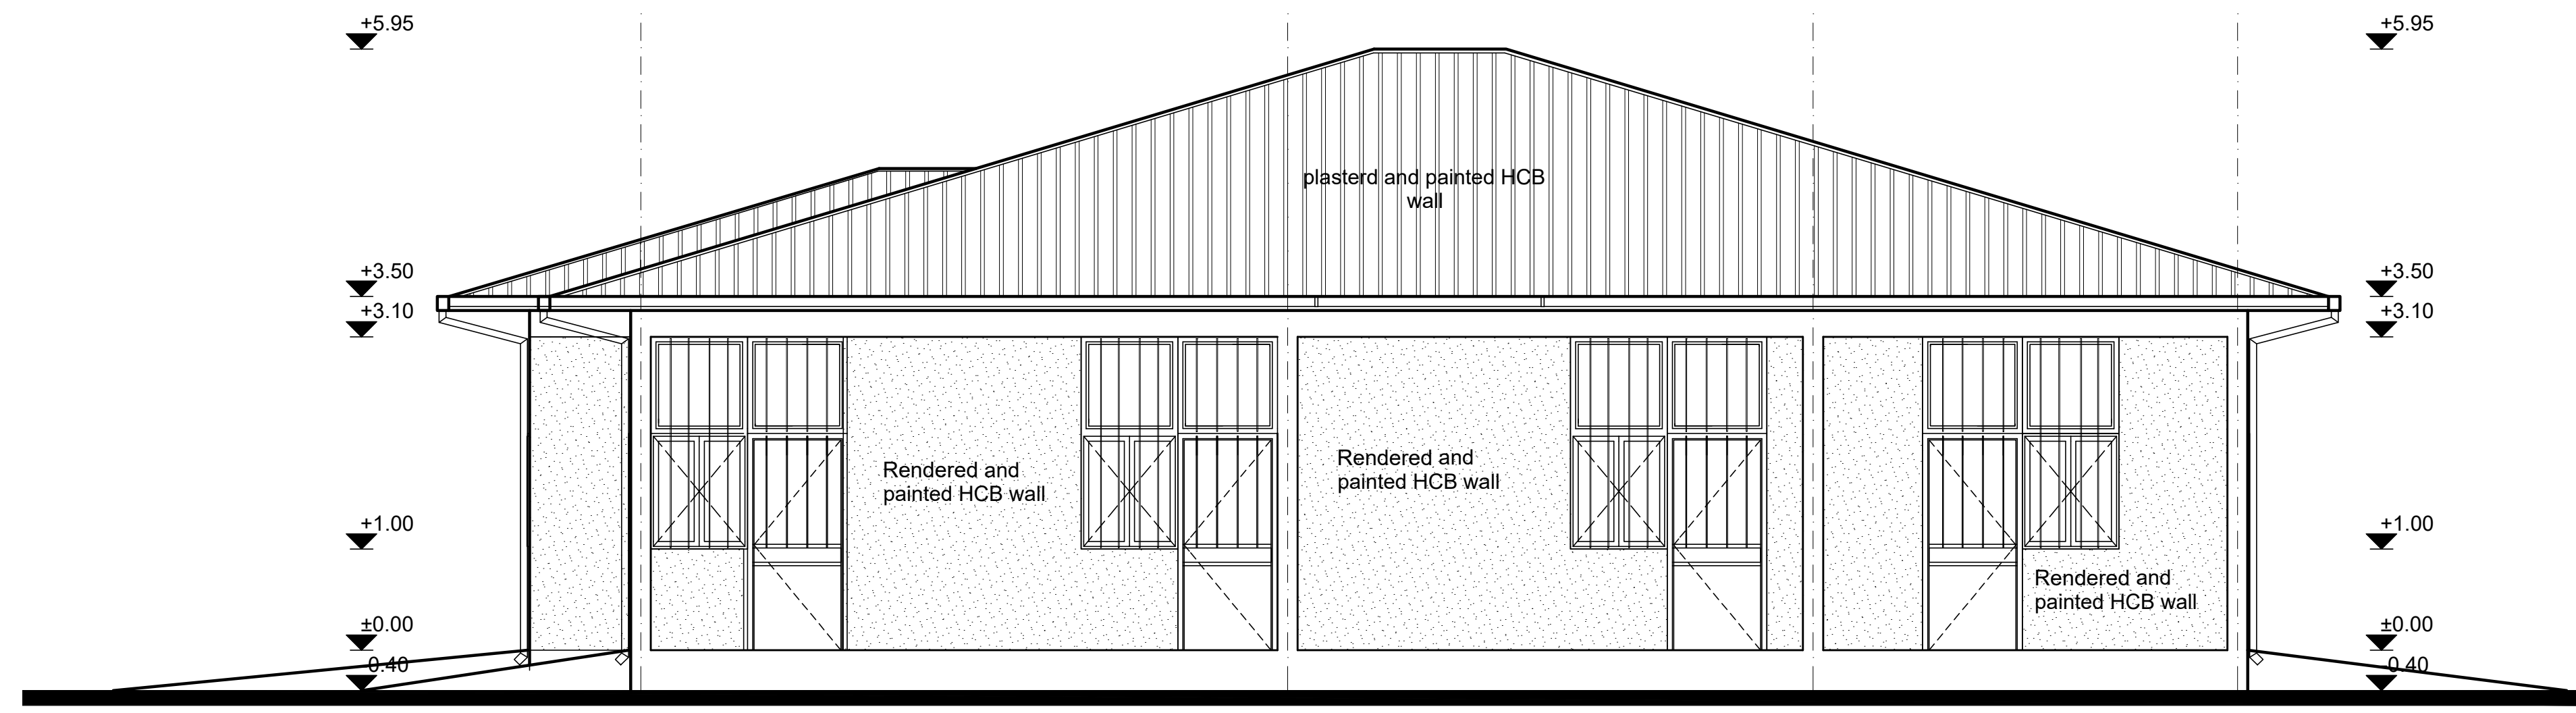 +5.95
+5.95
plasterd and painted HCB
wall
+3.50
+3.50
+3.10
+3.10
Rendered and
painted HCB wall
Rendered and
painted HCB wall
+1.00
+1.00
Rendered and
painted HCB wall
±0.00
±0.00
0.40
0.40